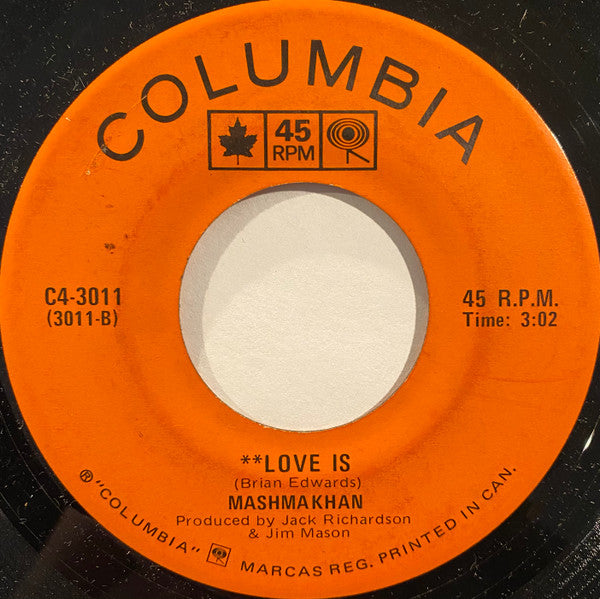 COLUMBIA
45
RPM
C4-3011
(3011-B)
45 R.P.M.
Time: 3:02
**LOVE IS
(Brian Edwards)
MASHMAKHAN
Produced by Jack Richardson
& Jim Mason
® "COLUMBIA" MARCAS REG. PRINTED IN CAN.